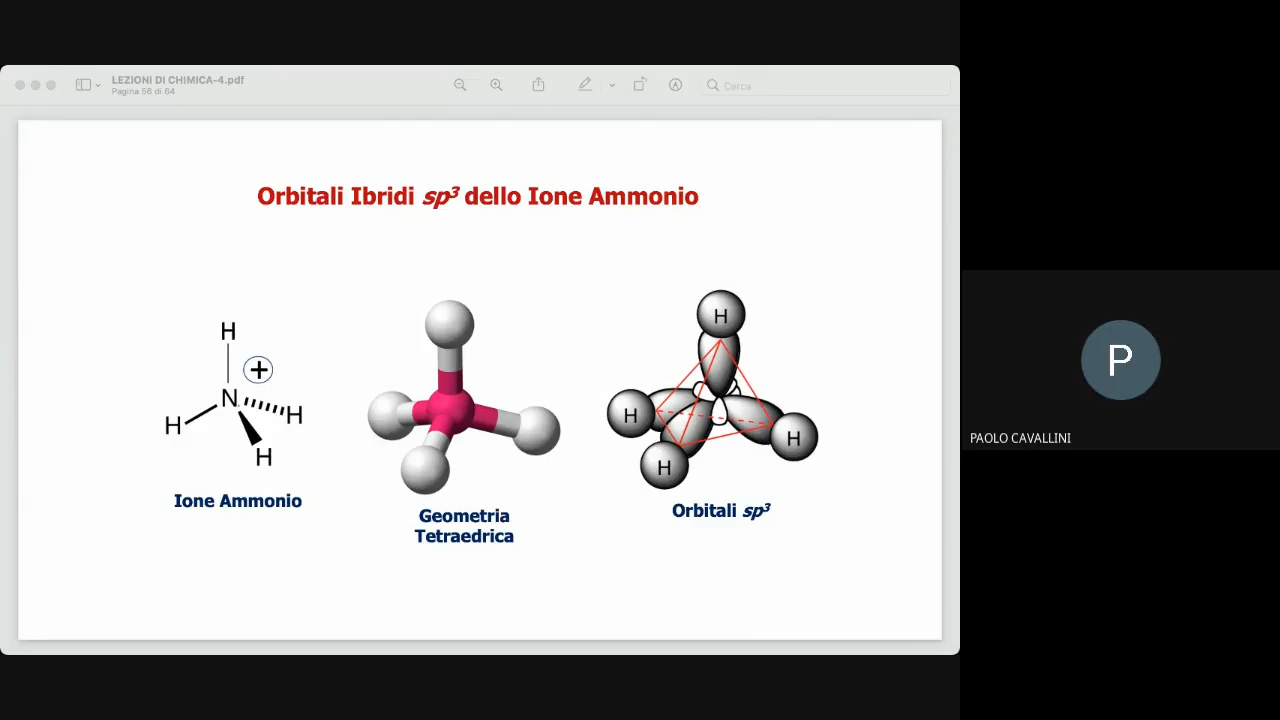 LEZIONI DI CHIMICA-4.pdf
Pagina 56 di 64
Cerca
Orbitali Ibridi sp³ dello Ione Ammonio
H
+
N
H
H
H
Ione Ammonio
Geometria
Tetraedrica
H
H
H
H
Orbitali sp³
P
PAOLO CAVALLINI